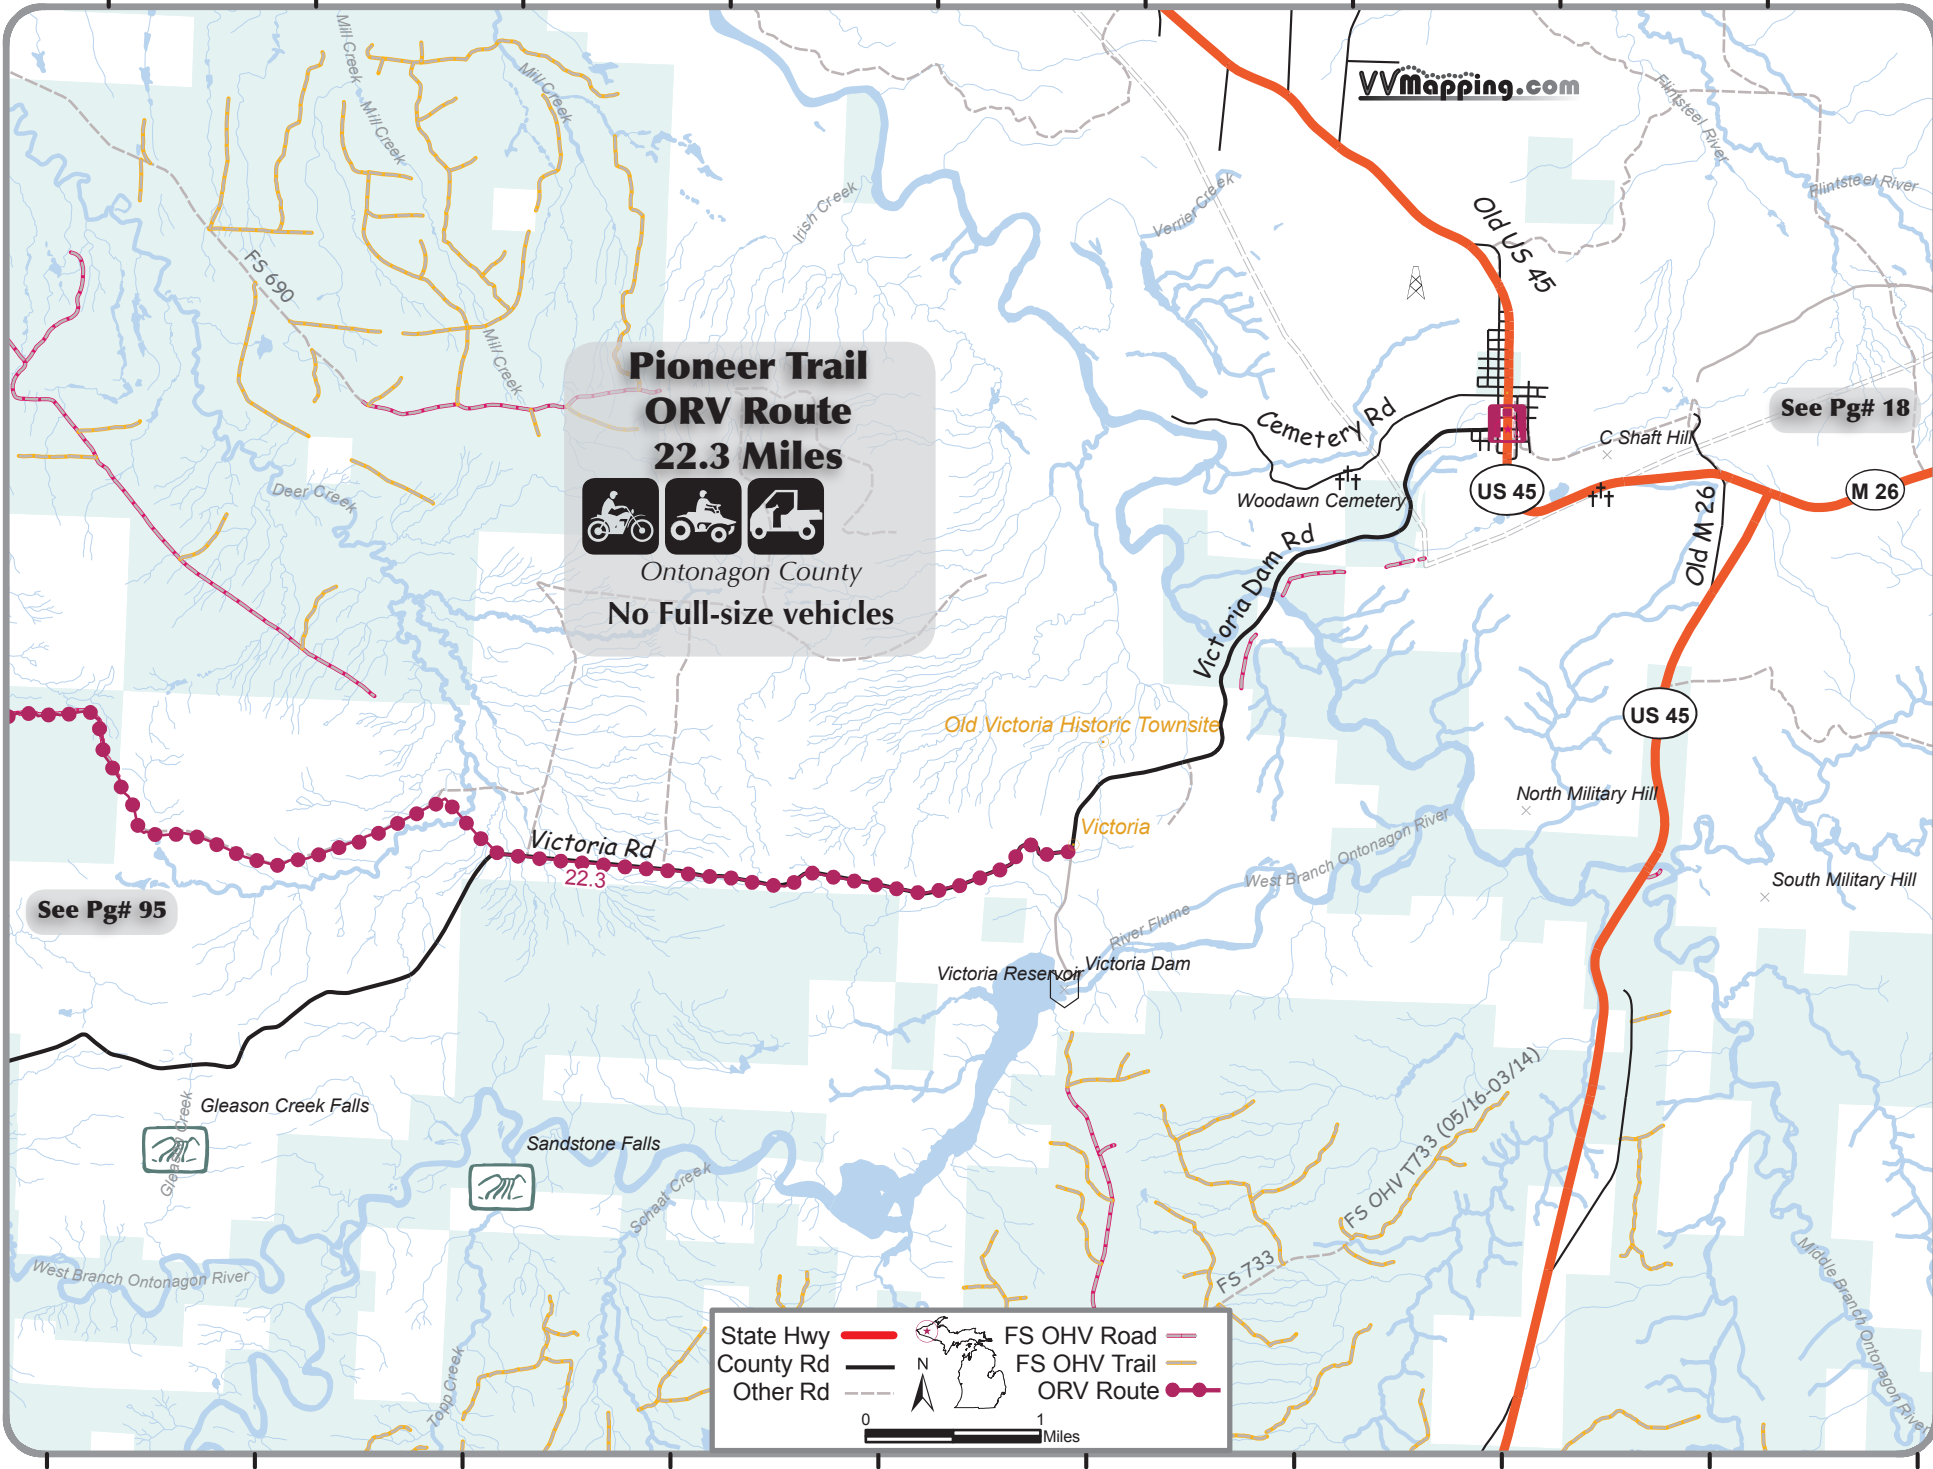 VVMapping.com
Mill Creek
Mill Creek
Mill Creek
Mill Creek
Irish Creek
Verrier Creek
Flintsteel River
Flintsteel River
Old US 45
FS 690
Pioneer Trail
ORV Route
22.3 Miles
Ontonagon County
No Full-size vehicles
Deer Creek
Cemetery Rd
Woodawn Cemetery
C Shaft Hill
See Pg# 18
US 45
M 26
Old M 26
Victoria Dam Rd
US 45
Old Victoria Historic Townsite
Victoria
North Military Hill
South Military Hill
West Branch Ontonagon River
Victoria Rd
22.3
See Pg# 95
River Flume
Victoria Reservoir
Victoria Dam
Gleason Creek Falls
Gleason Creek
Sandstone Falls
Schaat Creek
FS OHV T733 (05/16-03/14)
FS 733
West Branch Ontonagon River
Middle Branch Ontonagon River
Topp Creek
State Hwy
County Rd
Other Rd
N
FS OHV Road
FS OHV Trail
ORV Route
0 1
Miles